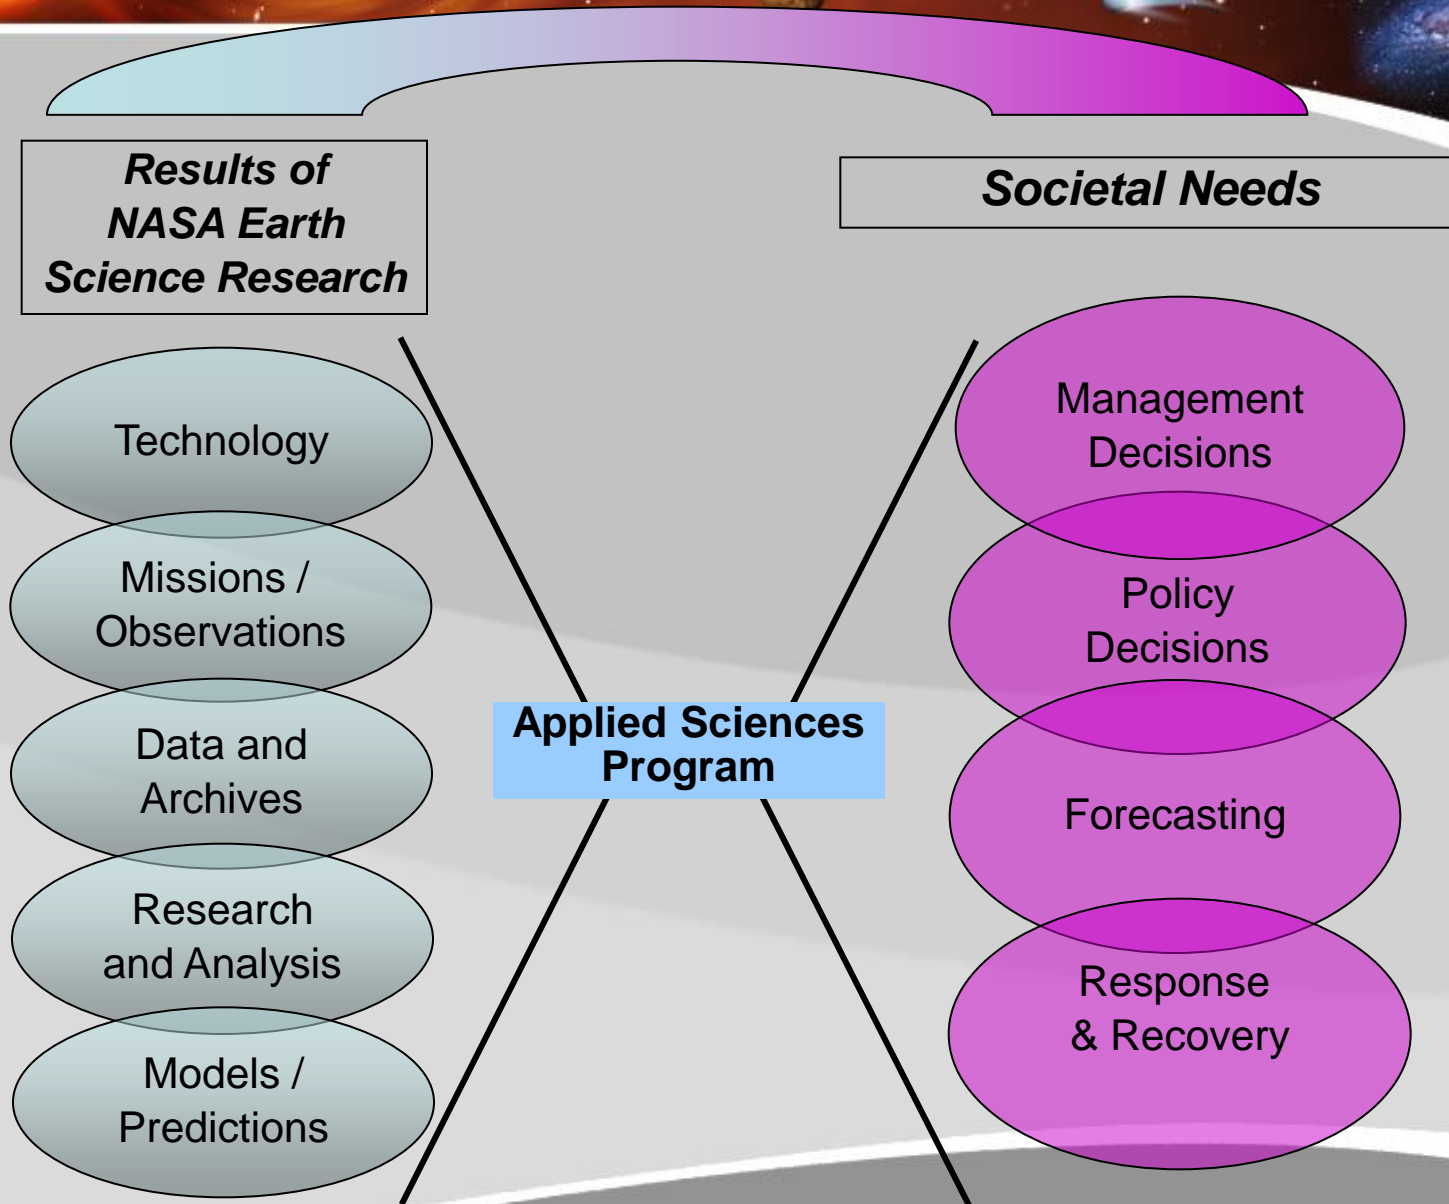 Results of
NASA Earth
Science Research
Societal Needs
Technology
Missions /
Observations
Data and
Archives
Research
and Analysis
Models /
Predictions
Applied Sciences
Program
Management
Decisions
Policy
Decisions
Forecasting
Response
& Recovery